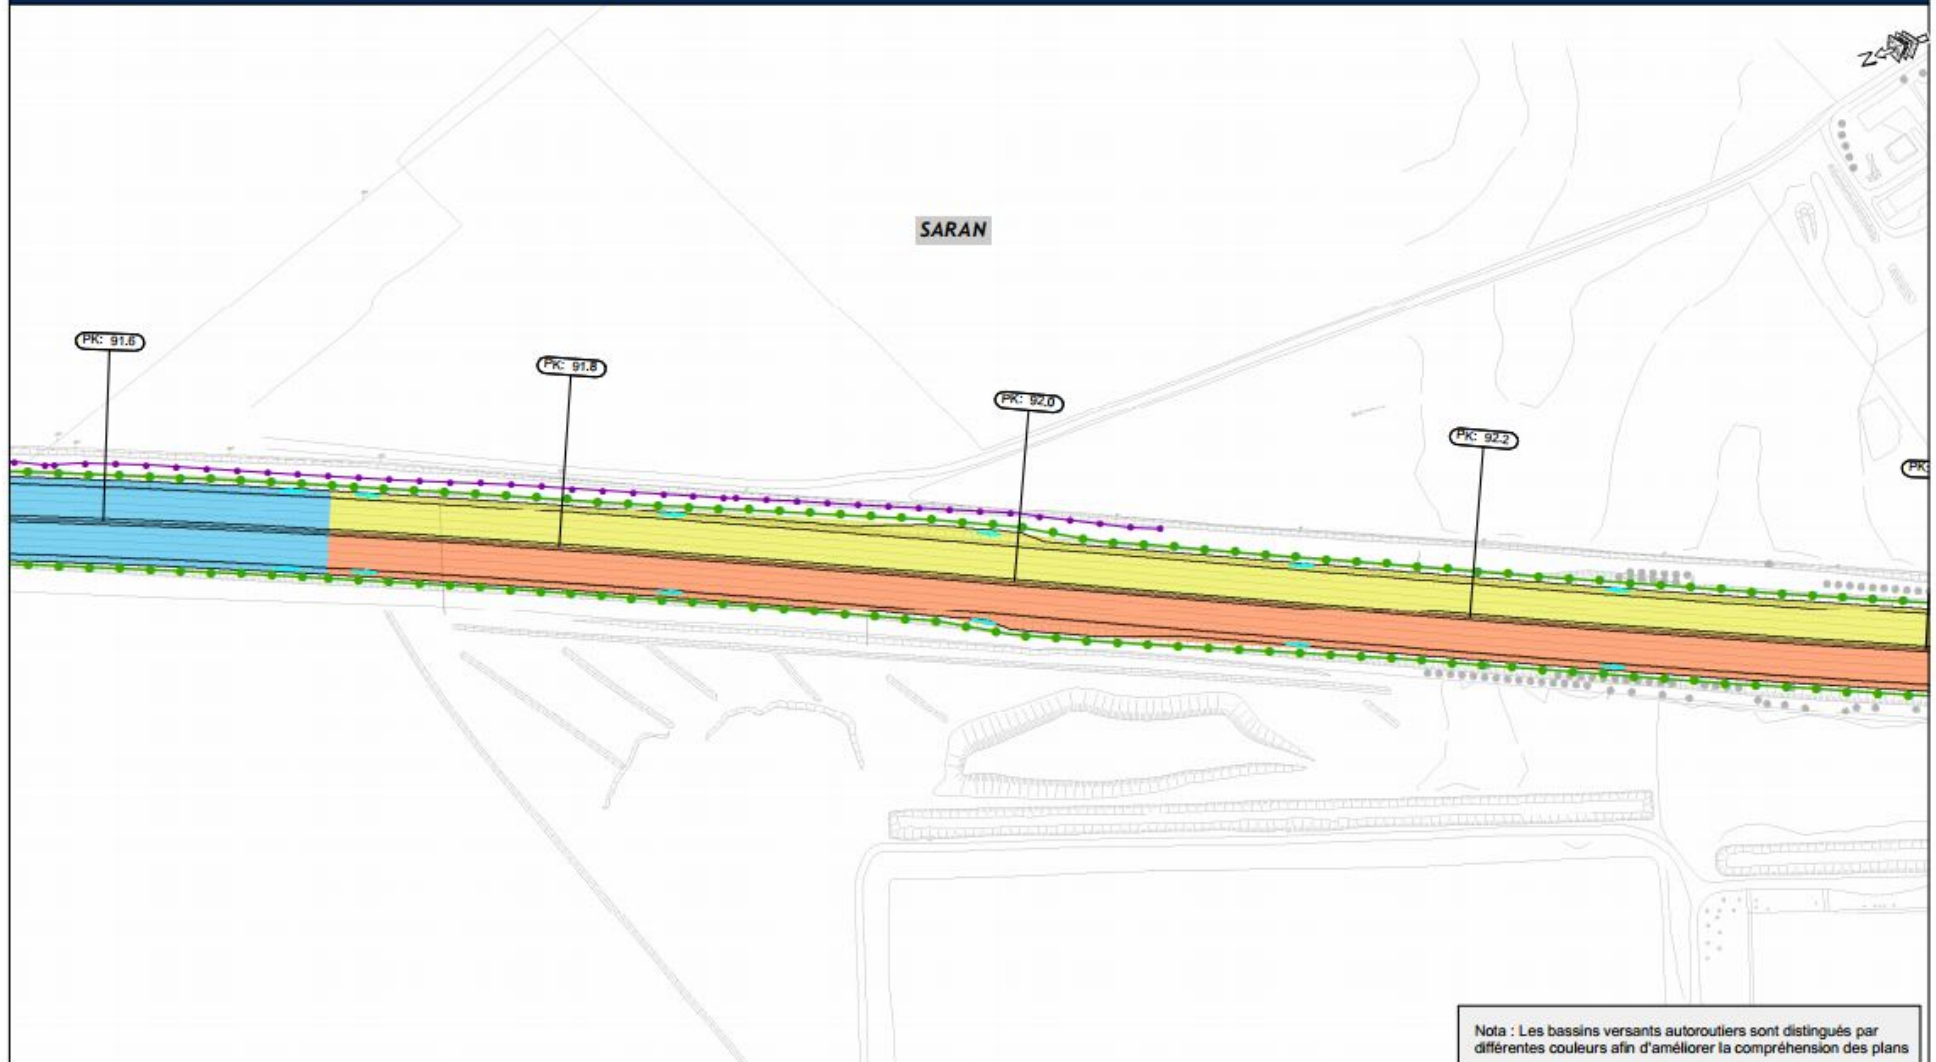 N
SARAN
PK: 91.6
PK: 91.8
PK: 92.0
PK: 92.2
PK:
Nota : Les bassins versants autoroutiers sont distingués par
différentes couleurs afin d'améliorer la compréhension des plans